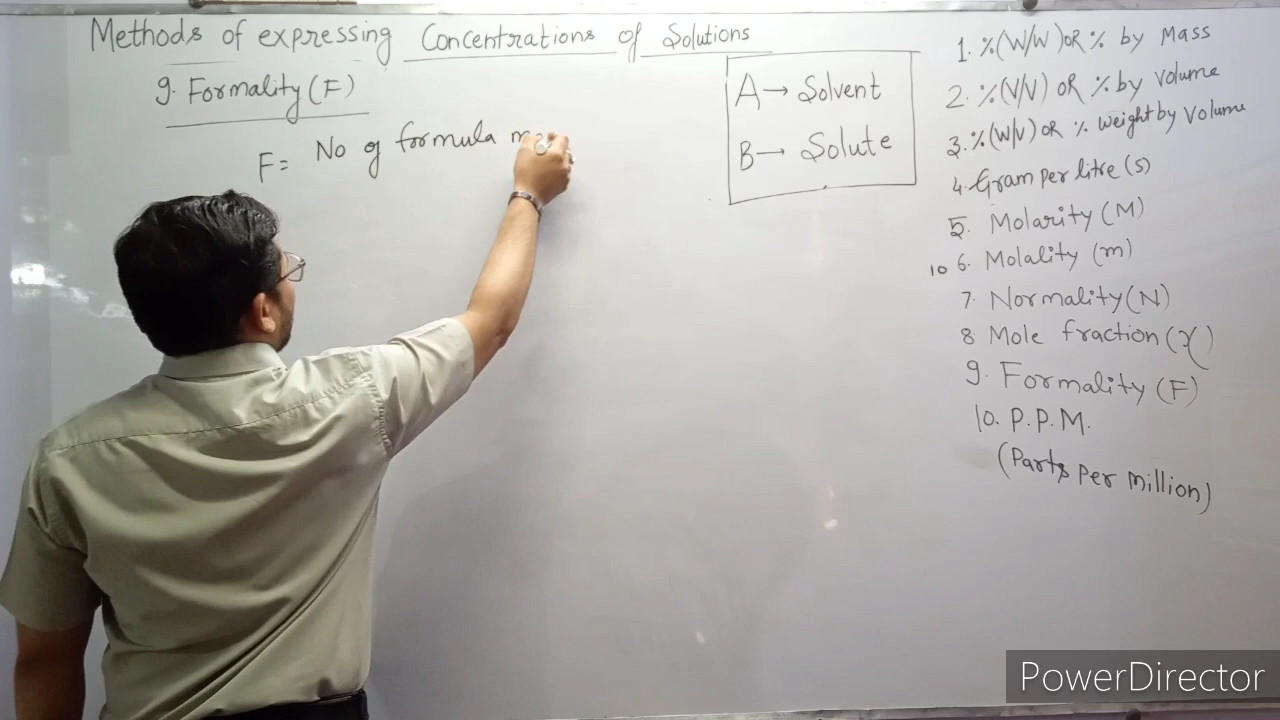 Methods of expressing Concentrations of Solutions
9. Formality (F)
F = No of formula
A → Solvent
B → Solute
1. %(W/W) OR % by Mass
2. %(V/V) OR % by Volume
3. %(W/V) OR % weight by Volume
4. Gram per litre (s)
5. Molarity (M)
10 6. Molality (m)
7. Normality (N)
8 Mole fraction (χ)
9. Formality (F)
10. P.P.M.
(Parts per million)
PowerDirector